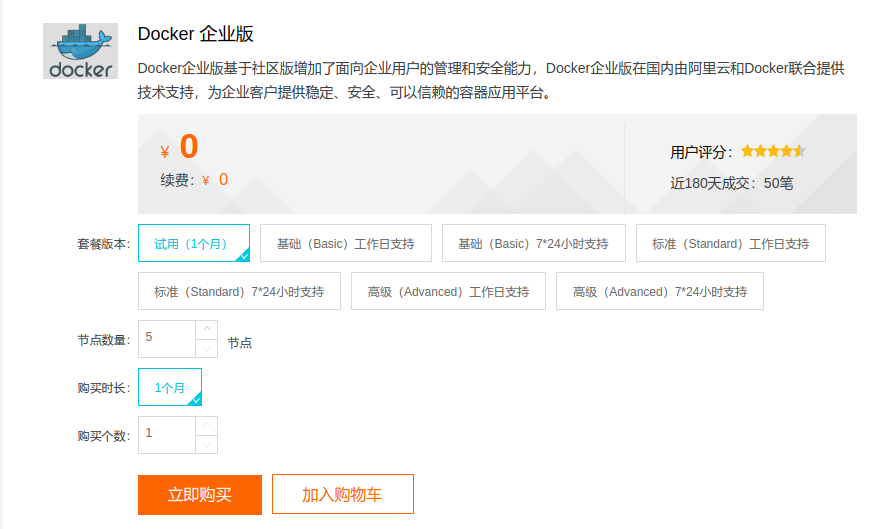 docker
Docker 企业版
Docker企业版基于社区版增加了面向企业用户的管理和安全能力，Docker企业版在国内由阿里云和Docker联合提供
技术支持，为企业客户提供稳定、安全、可以信赖的容器应用平台。
¥ 0
续费：¥ 0
用户评分：
近180天成交：50笔
套餐版本： 试用（1个月） 基础（Basic）工作日支持 基础（Basic）7*24小时支持 标准（Standard）工作日支持
标准（Standard）7*24小时支持 高级（Advanced）工作日支持 高级（Advanced）7*24小时支持
节点数量： 5 节点
购买时长： 1个月
购买个数： 1
立即购买 加入购物车